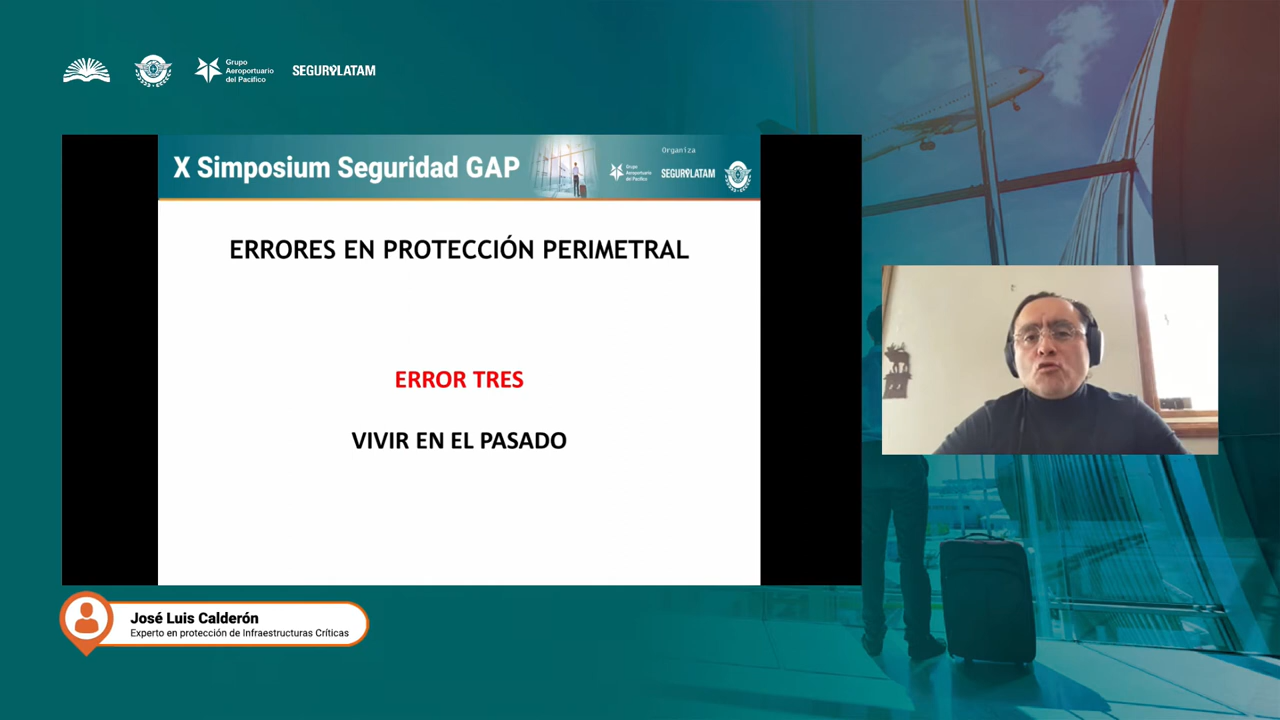 Grupo
Aeroportuario
del Pacífico
SEGURILATAM
X Simposium Seguridad GAP
Organiza
Grupo
Aeroportuario
del Pacífico
SEGURILATAM
ERRORES EN PROTECCIÓN PERIMETRAL
ERROR TRES
VIVIR EN EL PASADO
José Luis Calderón
Experto en protección de Infraestructuras Críticas